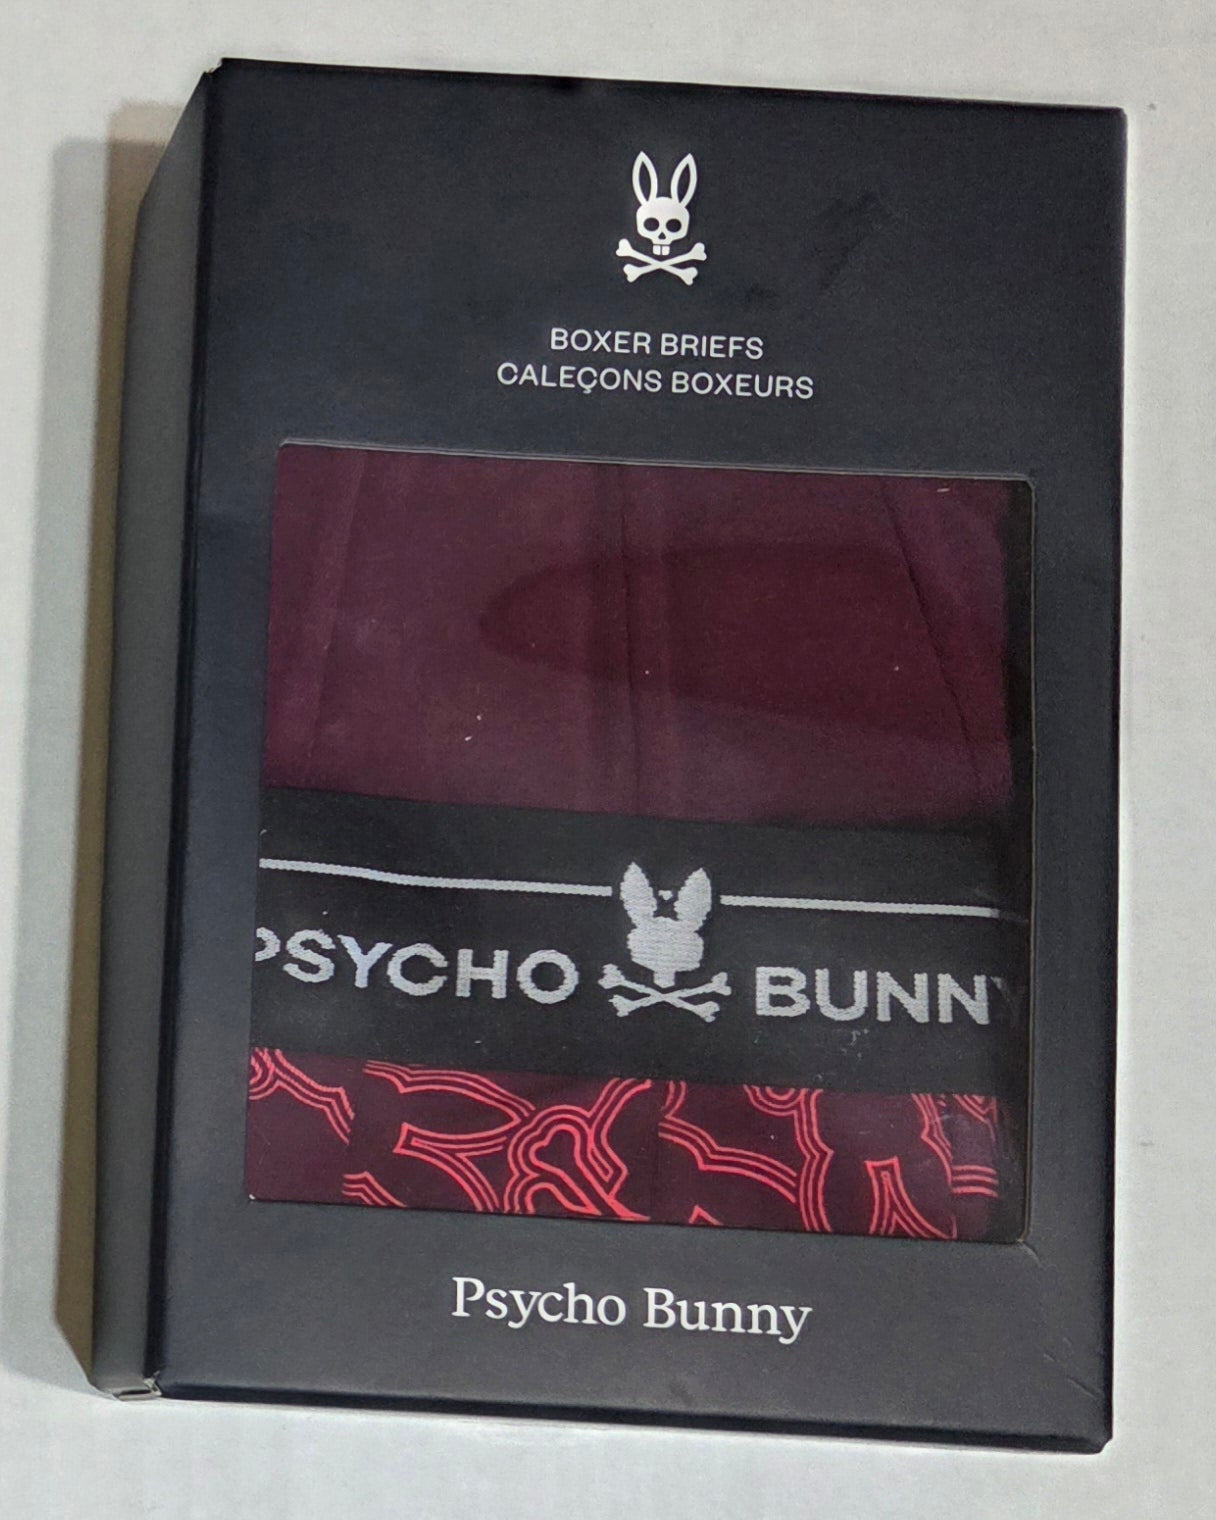 BOXER BRIEFS
CALEÇONS BOXEURS
PSYCHO BUNNY
Psycho Bunny